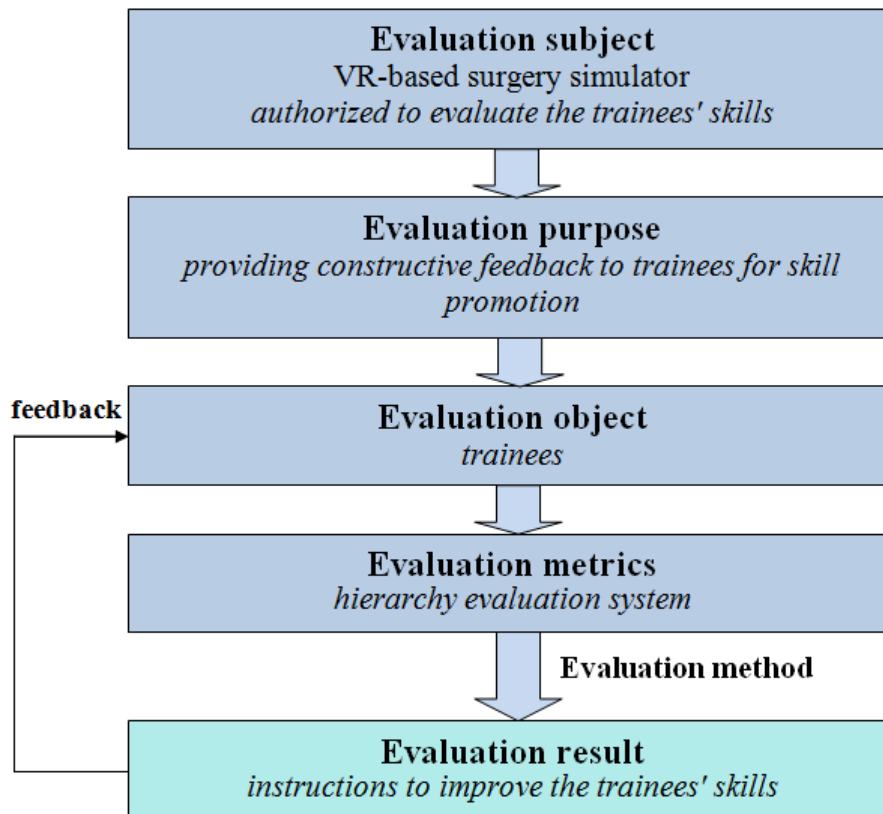 Evaluation subject
VR-based surgery simulator
authorized to evaluate the trainees' skills
Evaluation purpose
providing constructive feedback to trainees for skill
promotion
feedback
Evaluation object
trainees
Evaluation metrics
hierarchy evaluation system
Evaluation method
Evaluation result
instructions to improve the trainees' skills